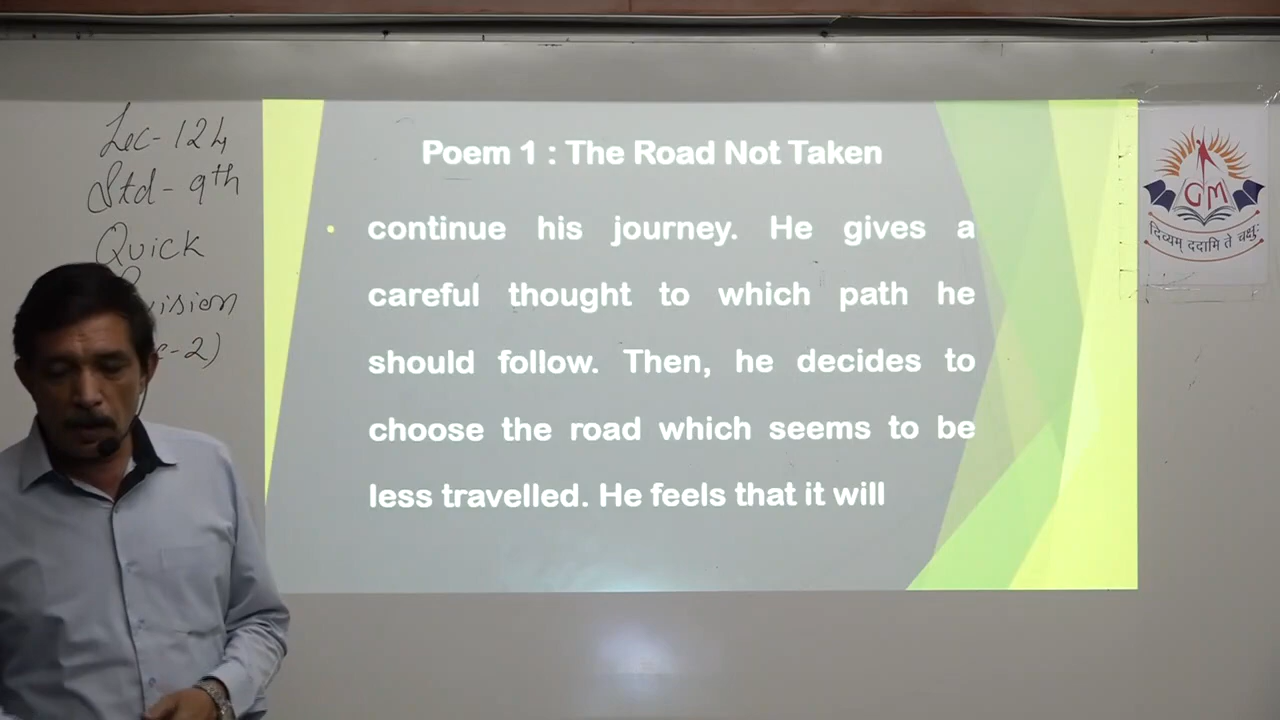 Lec-124
Std-9th
Quick
vision
e-2)
Poem 1 : The Road Not Taken
• continue his journey. He gives a
careful thought to which path he
should follow. Then, he decides to
choose the road which seems to be
less travelled. He feels that it will
GM
दिव्यम् ददामि ते चक्षुः